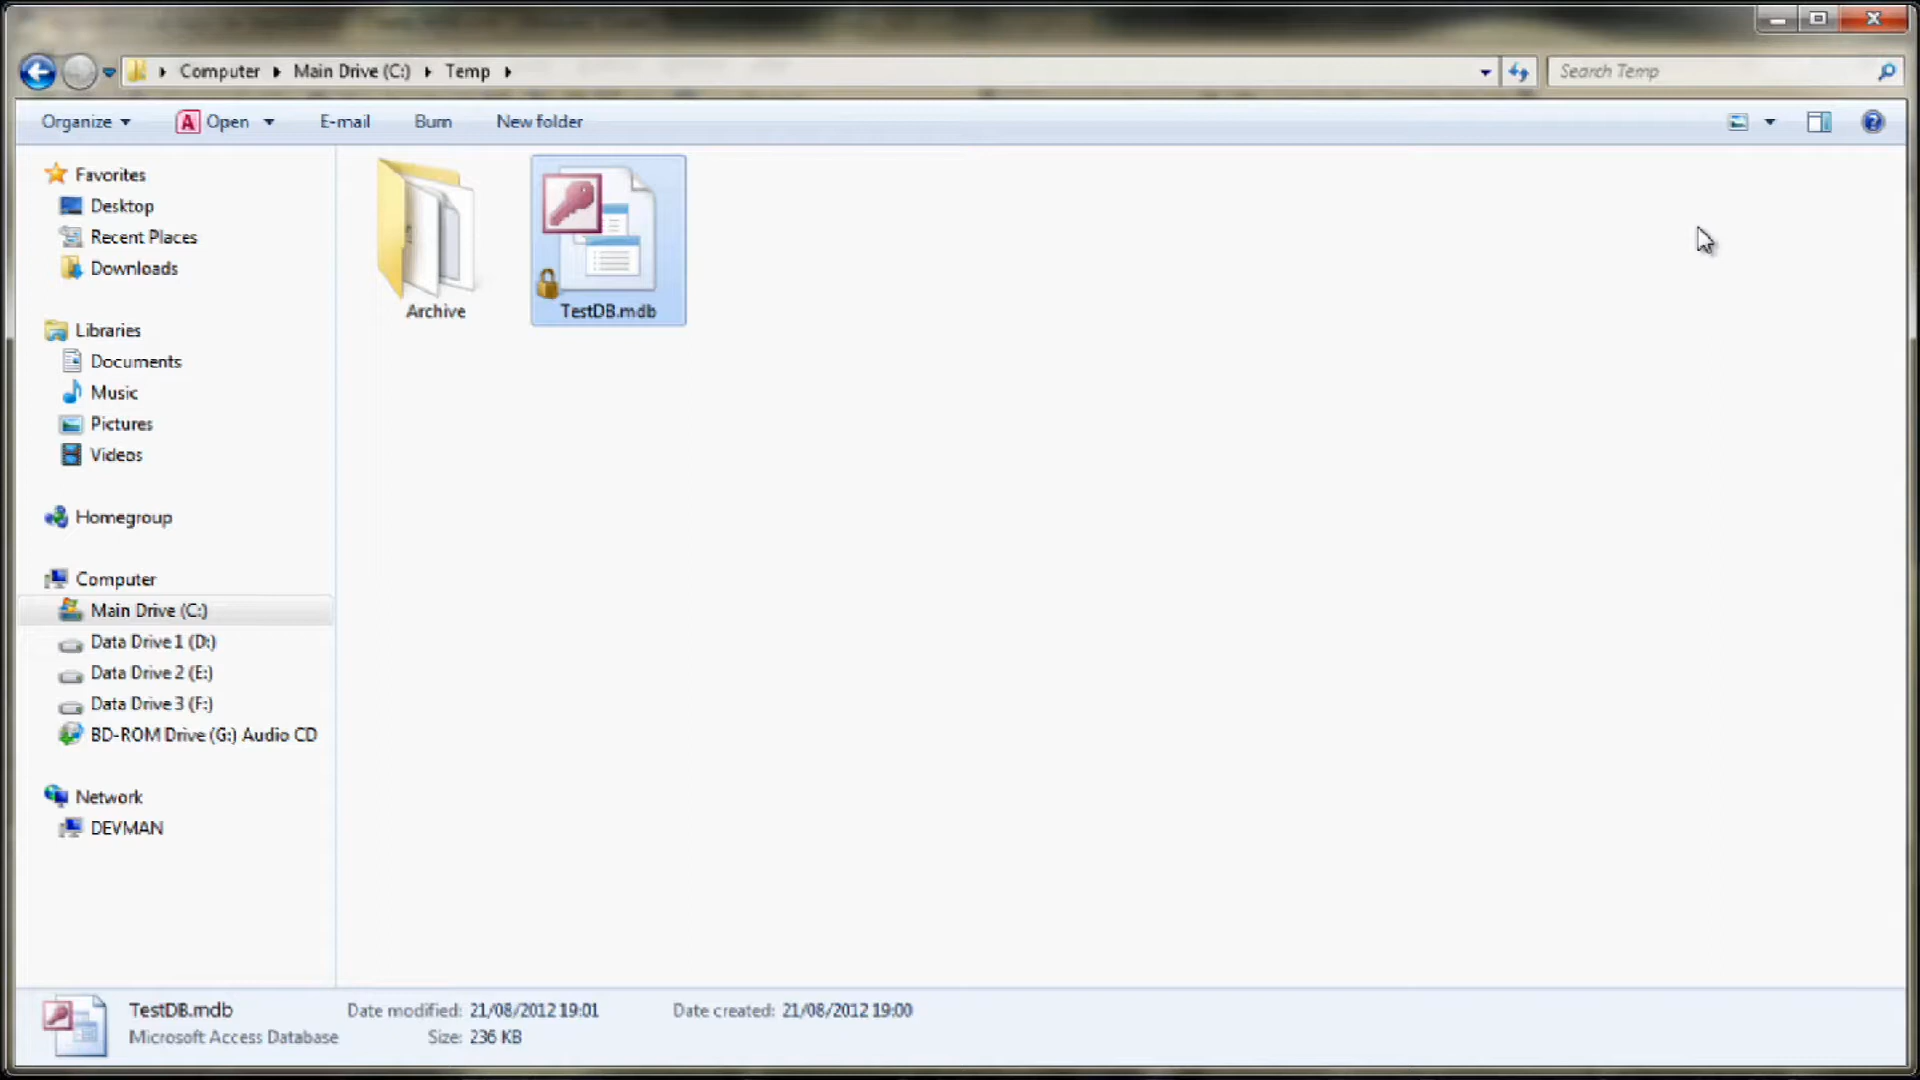 Computer Main Drive (C:) Temp
Search Temp
Organize Open E-mail Burn New folder
Favorites
Desktop
Recent Places
Downloads
Libraries
Documents
Music
Pictures
Videos
Homegroup
Computer
Main Drive (C:)
Data Drive 1 (D:)
Data Drive 2 (E:)
Data Drive 3 (F:)
BD-ROM Drive (G:) Audio CD
Network
DEVMAN
Archive
TestDB.mdb
TestDB.mdb Date modified: 21/08/2012 19:01 Date created: 21/08/2012 19:00
Microsoft Access Database Size: 236 KB